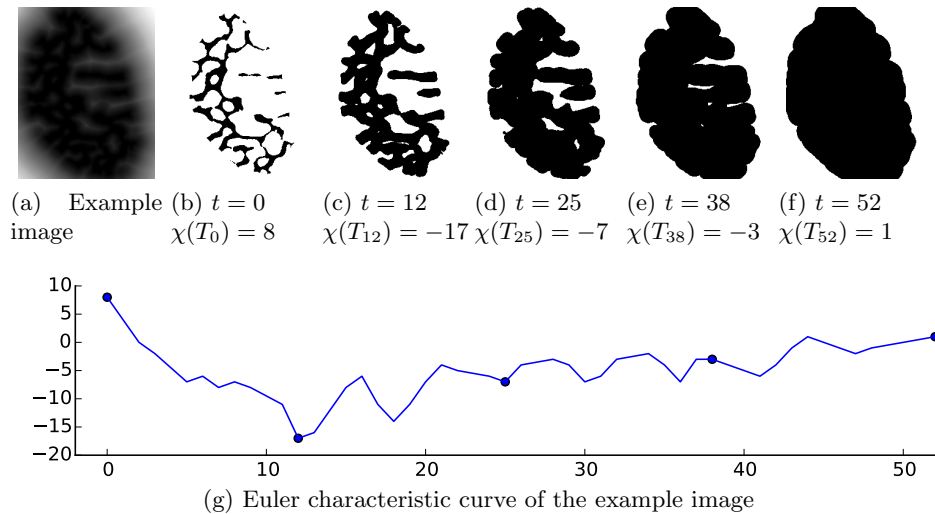 (a) Example image
(b) t = 0
χ(T₀) = 8
(c) t = 12
χ(T₁₂) = −17
(d) t = 25
χ(T₂₅) = −7
(e) t = 38
χ(T₃₈) = −3
(f) t = 52
χ(T₅₂) = 1
10
5
0
−5
−10
−15
−20
0 10 20 30 40 50
(g) Euler characteristic curve of the example image